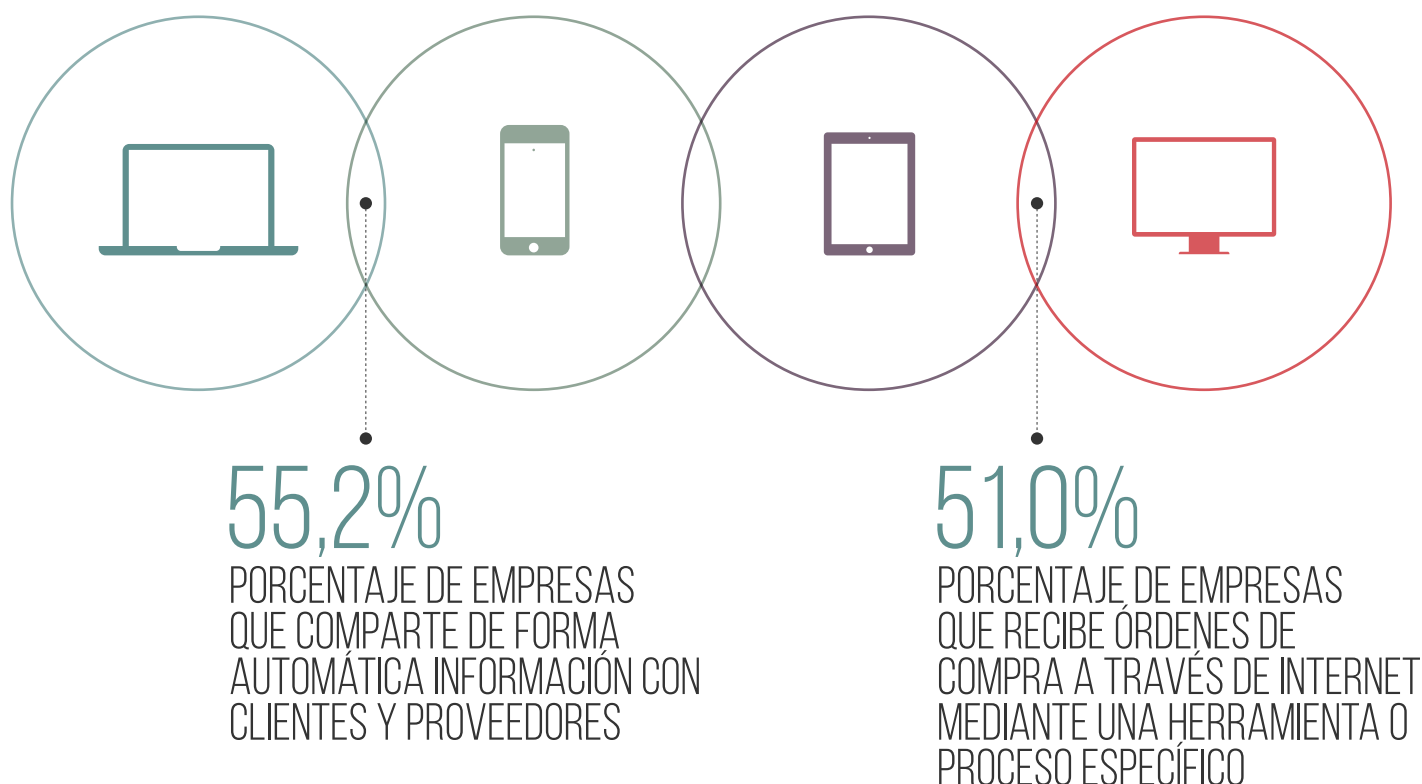 55,2%
PORCENTAJE DE EMPRESAS
QUE COMPARTE DE FORMA
AUTOMÁTICA INFORMACIÓN CON
CLIENTES Y PROVEEDORES
51,0%
PORCENTAJE DE EMPRESAS
QUE RECIBE ÓRDENES DE
COMPRA A TRAVÉS DE INTERNET
MEDIANTE UNA HERRAMIENTA O
PROCESO ESPECÍFICO